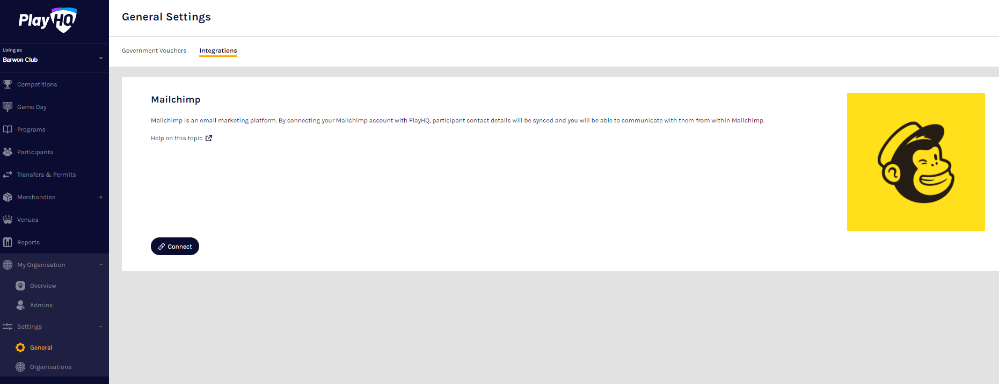 PlayHQ
Using as
Barwon Club
Competitions
Game Day
Programs
Participants
Transfers & Permits
Merchandise +
Venues
Reports
My Organisation −
Overview
Admins
Settings −
General
Organisations
General Settings
Government Vouchers Integrations
Mailchimp
Mailchimp is an email marketing platform. By connecting your Mailchimp account with PlayHQ, participant contact details will be synced and you will be able to communicate with them from within Mailchimp.
Help on this topic
Connect